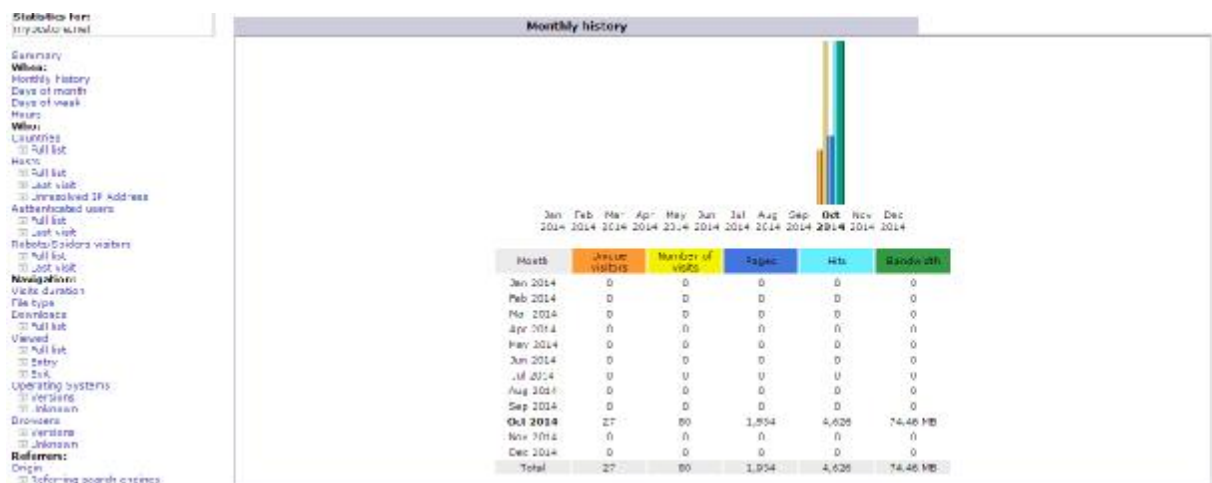 Statistics for:
Summary
When:
Monthly history
Days of month
Days of week
Hours
Who:
Countries
Full list
Hosts
Full list
Last visit
Unresolved IP Address
Authenticated users
Full list
Last visit
Robots/Spiders visitors
Full list
Last visit
Navigation:
Visits duration
File type
Downloads
Full list
Viewed
Full list
Entry
Exit
Operating Systems
Versions
Unknown
Browsers
Versions
Unknown
Referrers:
Origin
Referring search engines
Monthly history
Jan Feb Mar Apr May Jun Jul Aug Sep Oct Nov Dec
2014 2014 2014 2014 2014 2014 2014 2014 2014 2014 2014 2014
Month Unique visitors Number of visits Pages Hits Bandwidth
Jan 2014 0 0 0 0 0
Feb 2014 0 0 0 0 0
Mar 2014 0 0 0 0 0
Apr 2014 0 0 0 0 0
May 2014 0 0 0 0 0
Jun 2014 0 0 0 0 0
Jul 2014 0 0 0 0 0
Aug 2014 0 0 0 0 0
Sep 2014 0 0 0 0 0
Oct 2014 27 80 4,626 74.46 MB
Nov 2014 0 0 0 0 0
Dec 2014 0 0 0 0 0
Total 27 80 4,626 74.46 MB